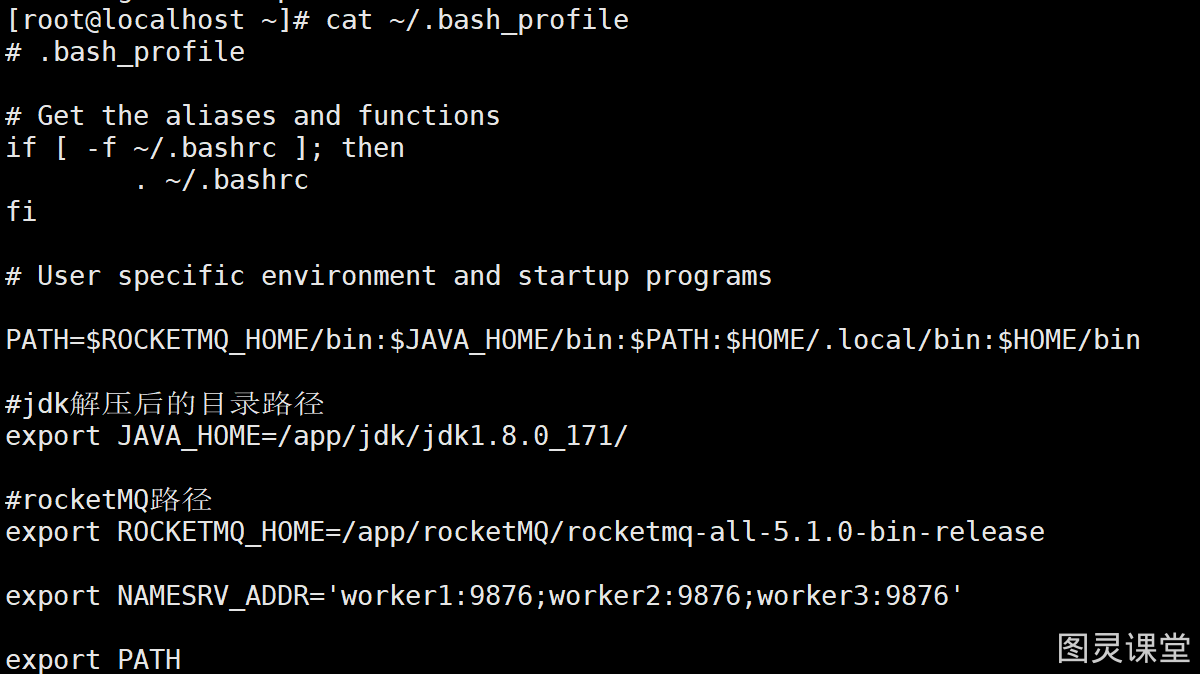 [root@localhost ~]# cat ~/.bash_profile
# .bash_profile
# Get the aliases and functions
if [ -f ~/.bashrc ]; then
        . ~/.bashrc
fi
# User specific environment and startup programs
PATH=$ROCKETMQ_HOME/bin:$JAVA_HOME/bin:$PATH:$HOME/.local/bin:$HOME/bin
#jdk解压后的目录路径
export JAVA_HOME=/app/jdk/jdk1.8.0_171/
#rocketMQ路径
export ROCKETMQ_HOME=/app/rocketMQ/rocketmq-all-5.1.0-bin-release
export NAMESRV_ADDR='worker1:9876;worker2:9876;worker3:9876'
export PATH
图灵课堂